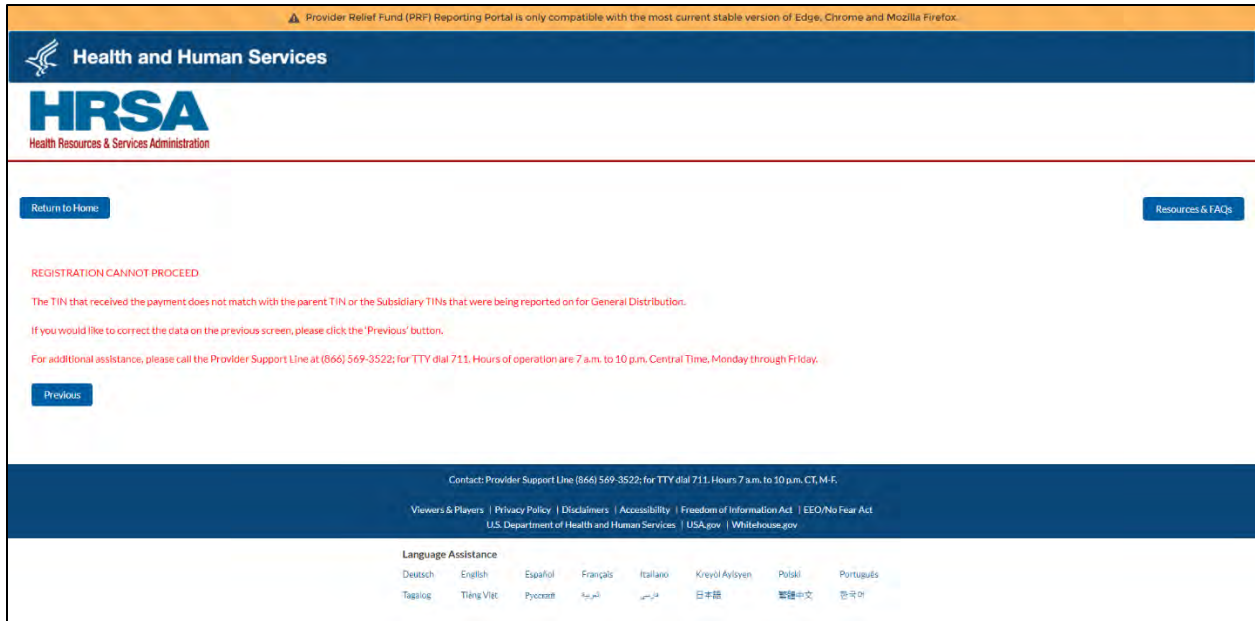 Provider Relief Fund (PRF) Reporting Portal is only compatible with the most current stable version of Edge, Chrome and Mozilla Firefox.
Health and Human Services
HRSA
Health Resources & Services Administration
Return to Home
Resources & FAQs
REGISTRATION CANNOT PROCEED
The TIN that received the payment does not match with the parent TIN or the Subsidiary TINs that were being reported on for General Distribution.
If you would like to correct the data on the previous screen, please click the 'Previous' button.
For additional assistance, please call the Provider Support Line at (866) 569-3522; for TTY dial 711. Hours of operation are 7 a.m. to 10 p.m. Central Time, Monday through Friday.
Previous
Contact: Provider Support Line (866) 569-3522; for TTY dial 711. Hours 7 a.m. to 10 p.m. CT, M-F.
Viewers & Players | Privacy Policy | Disclaimers | Accessibility | Freedom of Information Act | EEO/No Fear Act
U.S. Department of Health and Human Services | USA.gov | Whitehouse.gov
Language Assistance
Deutsch English Español Français Itailano Kreyòl Ayisyen Polski Português
Tagalog Tiếng Việt Русский العربية فارسی 日本語 繁體中文 한국어